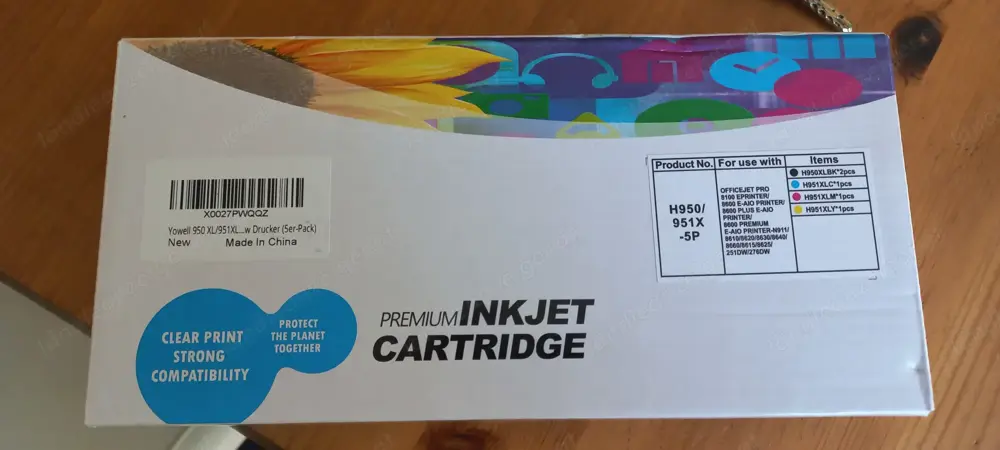 X0027PWQQZ
Yowell 950 XL/951XL...w Drucker (5er-Pack)
New Made In China
Product No. For use with Items
H950/
951X
-5P
OFFICEJET PRO
8100 EPRINTER/
8600 E-AIO PRINTER/
8600 PLUS E-AIO
PRINTER/
8600 PREMIUM
E-AIO PRINTER-N911/
8610/8620/8630/8640/
8660/8615/8625/
251DW/276DW
H950XLBK*2pcs
H951XLC*1pcs
H951XLM*1pcs
H951XLY*1pcs
CLEAR PRINT
STRONG
COMPATIBILITY
PROTECT
THE PLANET
TOGETHER
PREMIUM INKJET
CARTRIDGE